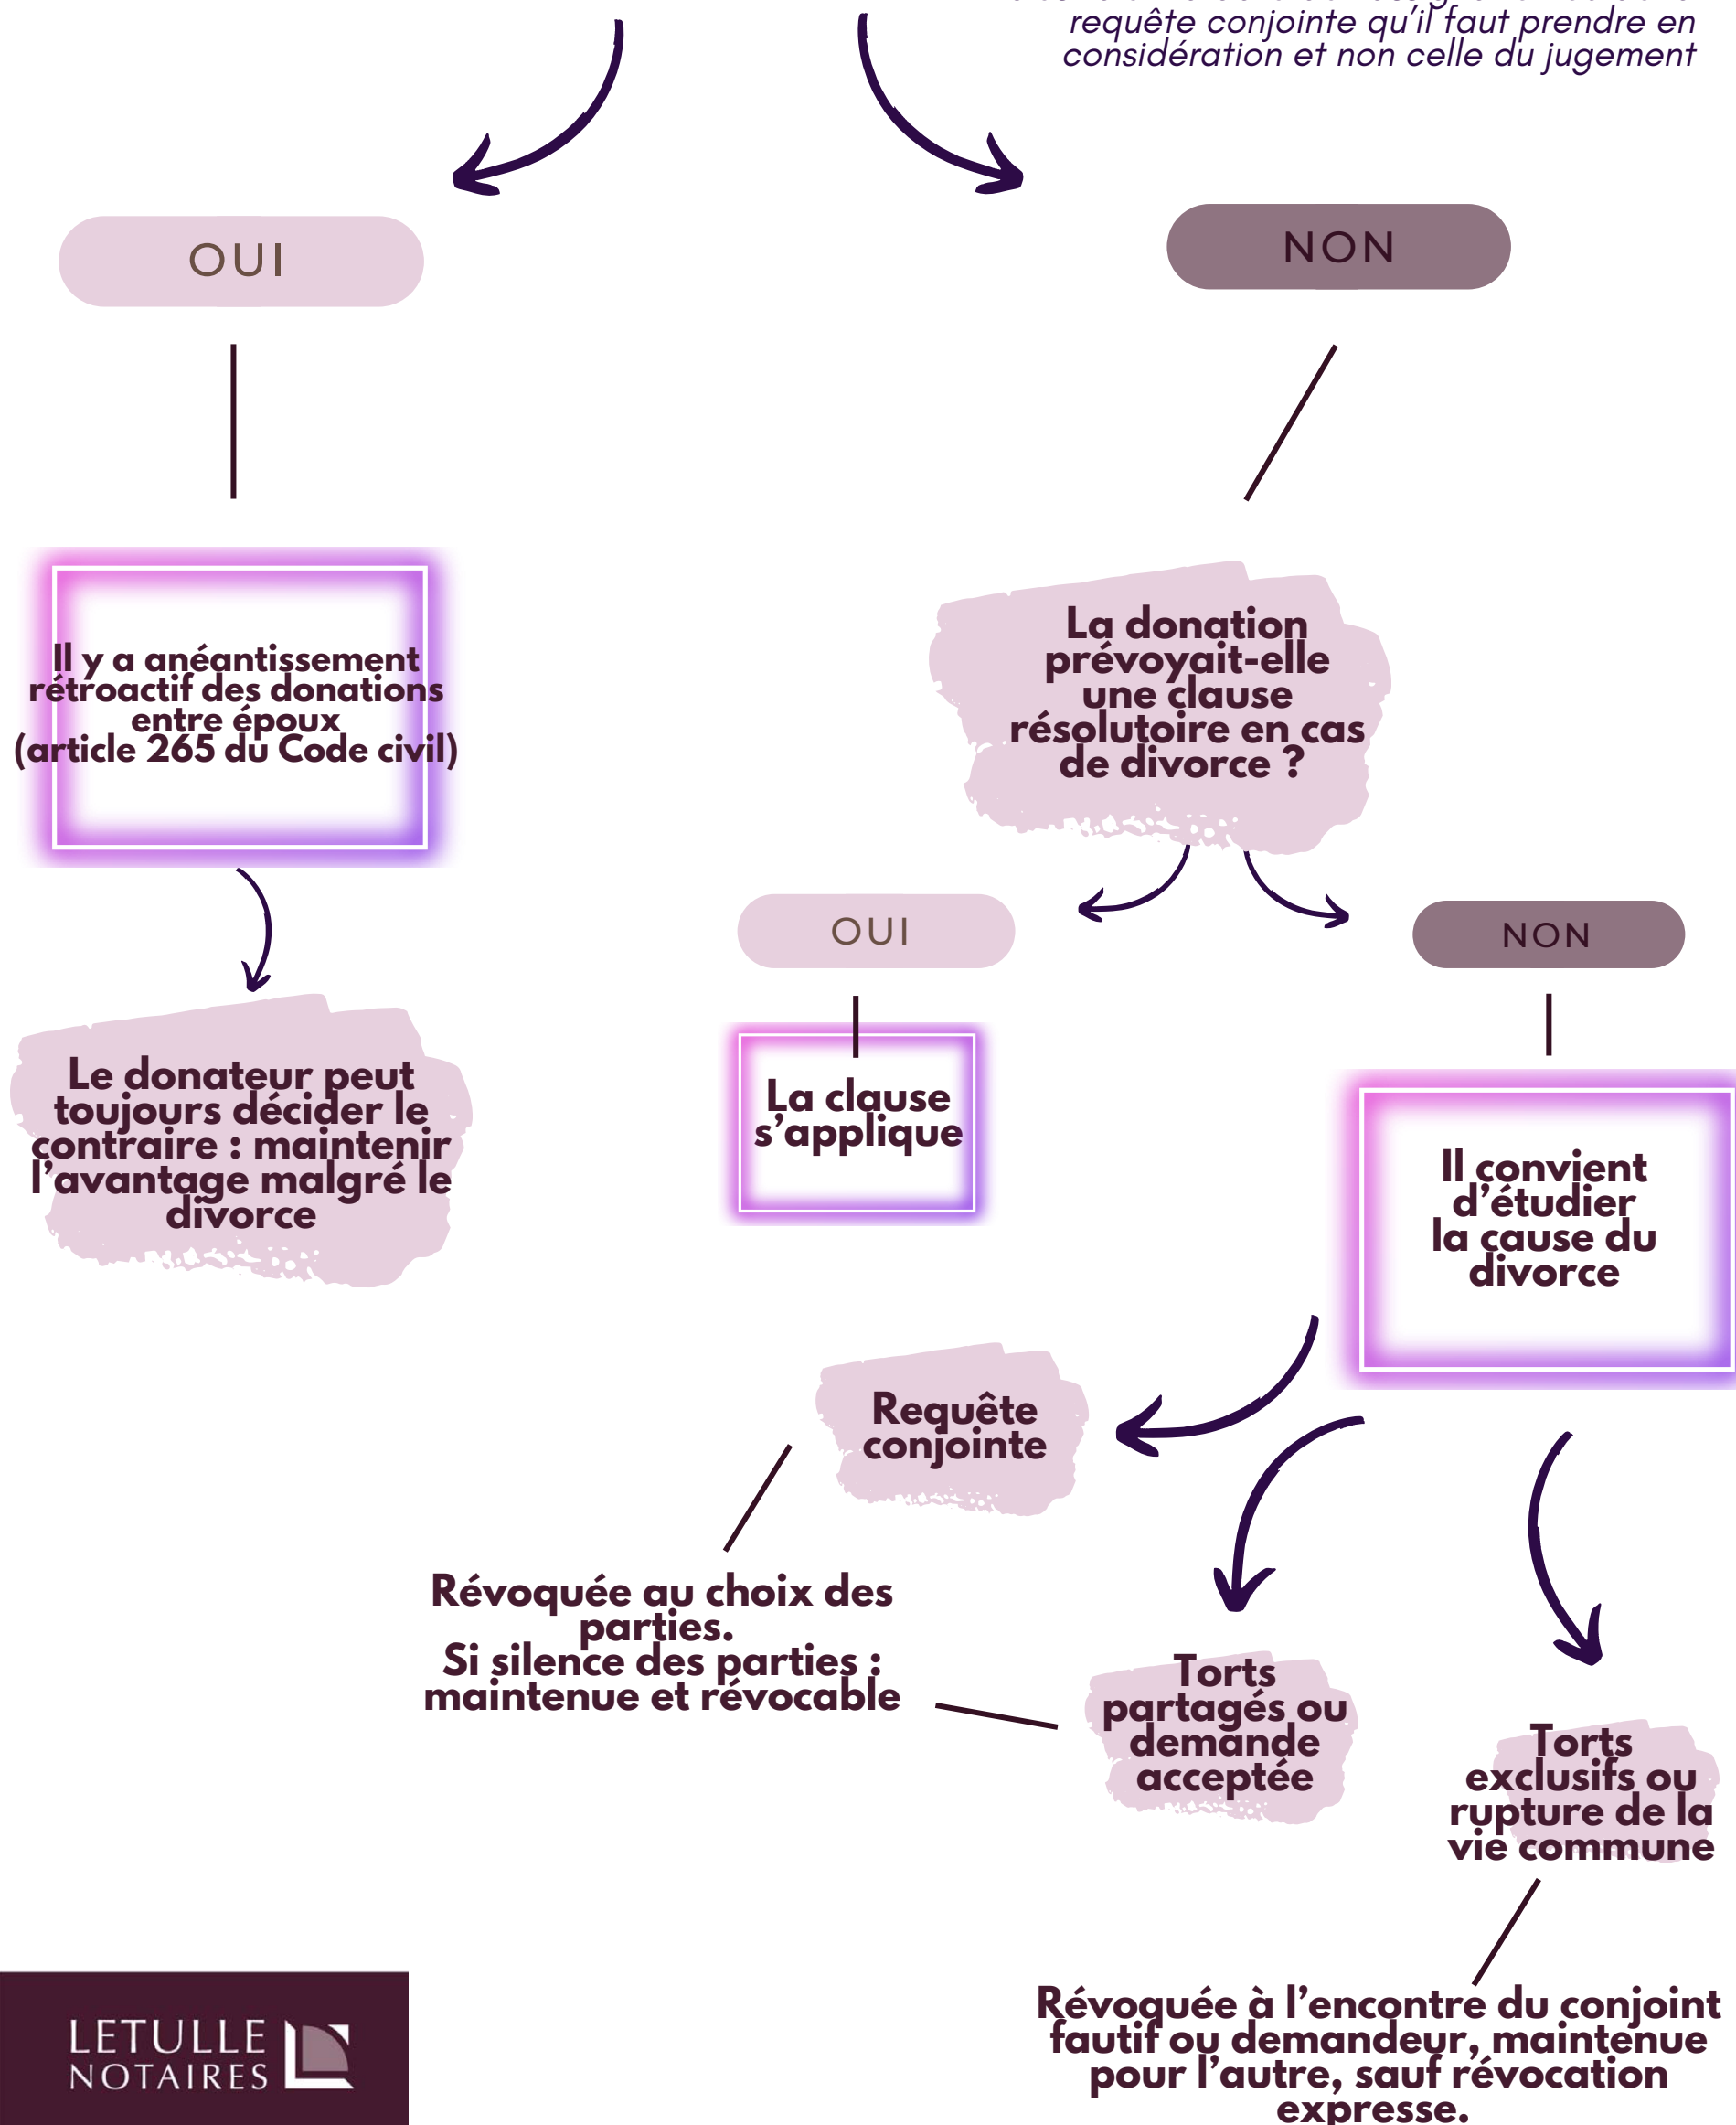 requête conjointe qu'il faut prendre en
considération et non celle du jugement
OUI
NON
Il y a anéantissement
rétroactif des donations
entre époux
(article 265 du Code civil)
La donation
prévoyait-elle
une clause
résolutoire en cas
de divorce ?
OUI
NON
Le donateur peut
toujours décider le
contraire : maintenir
l'avantage malgré le
divorce
La clause
s'applique
Il convient
d'étudier
la cause du
divorce
Requête
conjointe
Révoquée au choix des
parties.
Si silence des parties :
maintenue et révocable
Torts
partagés ou
demande
acceptée
Torts
exclusifs ou
rupture de la
vie commune
Révoquée à l'encontre du conjoint
fautif ou demandeur, maintenue
pour l'autre, sauf révocation
expresse.
LETULLE
NOTAIRES